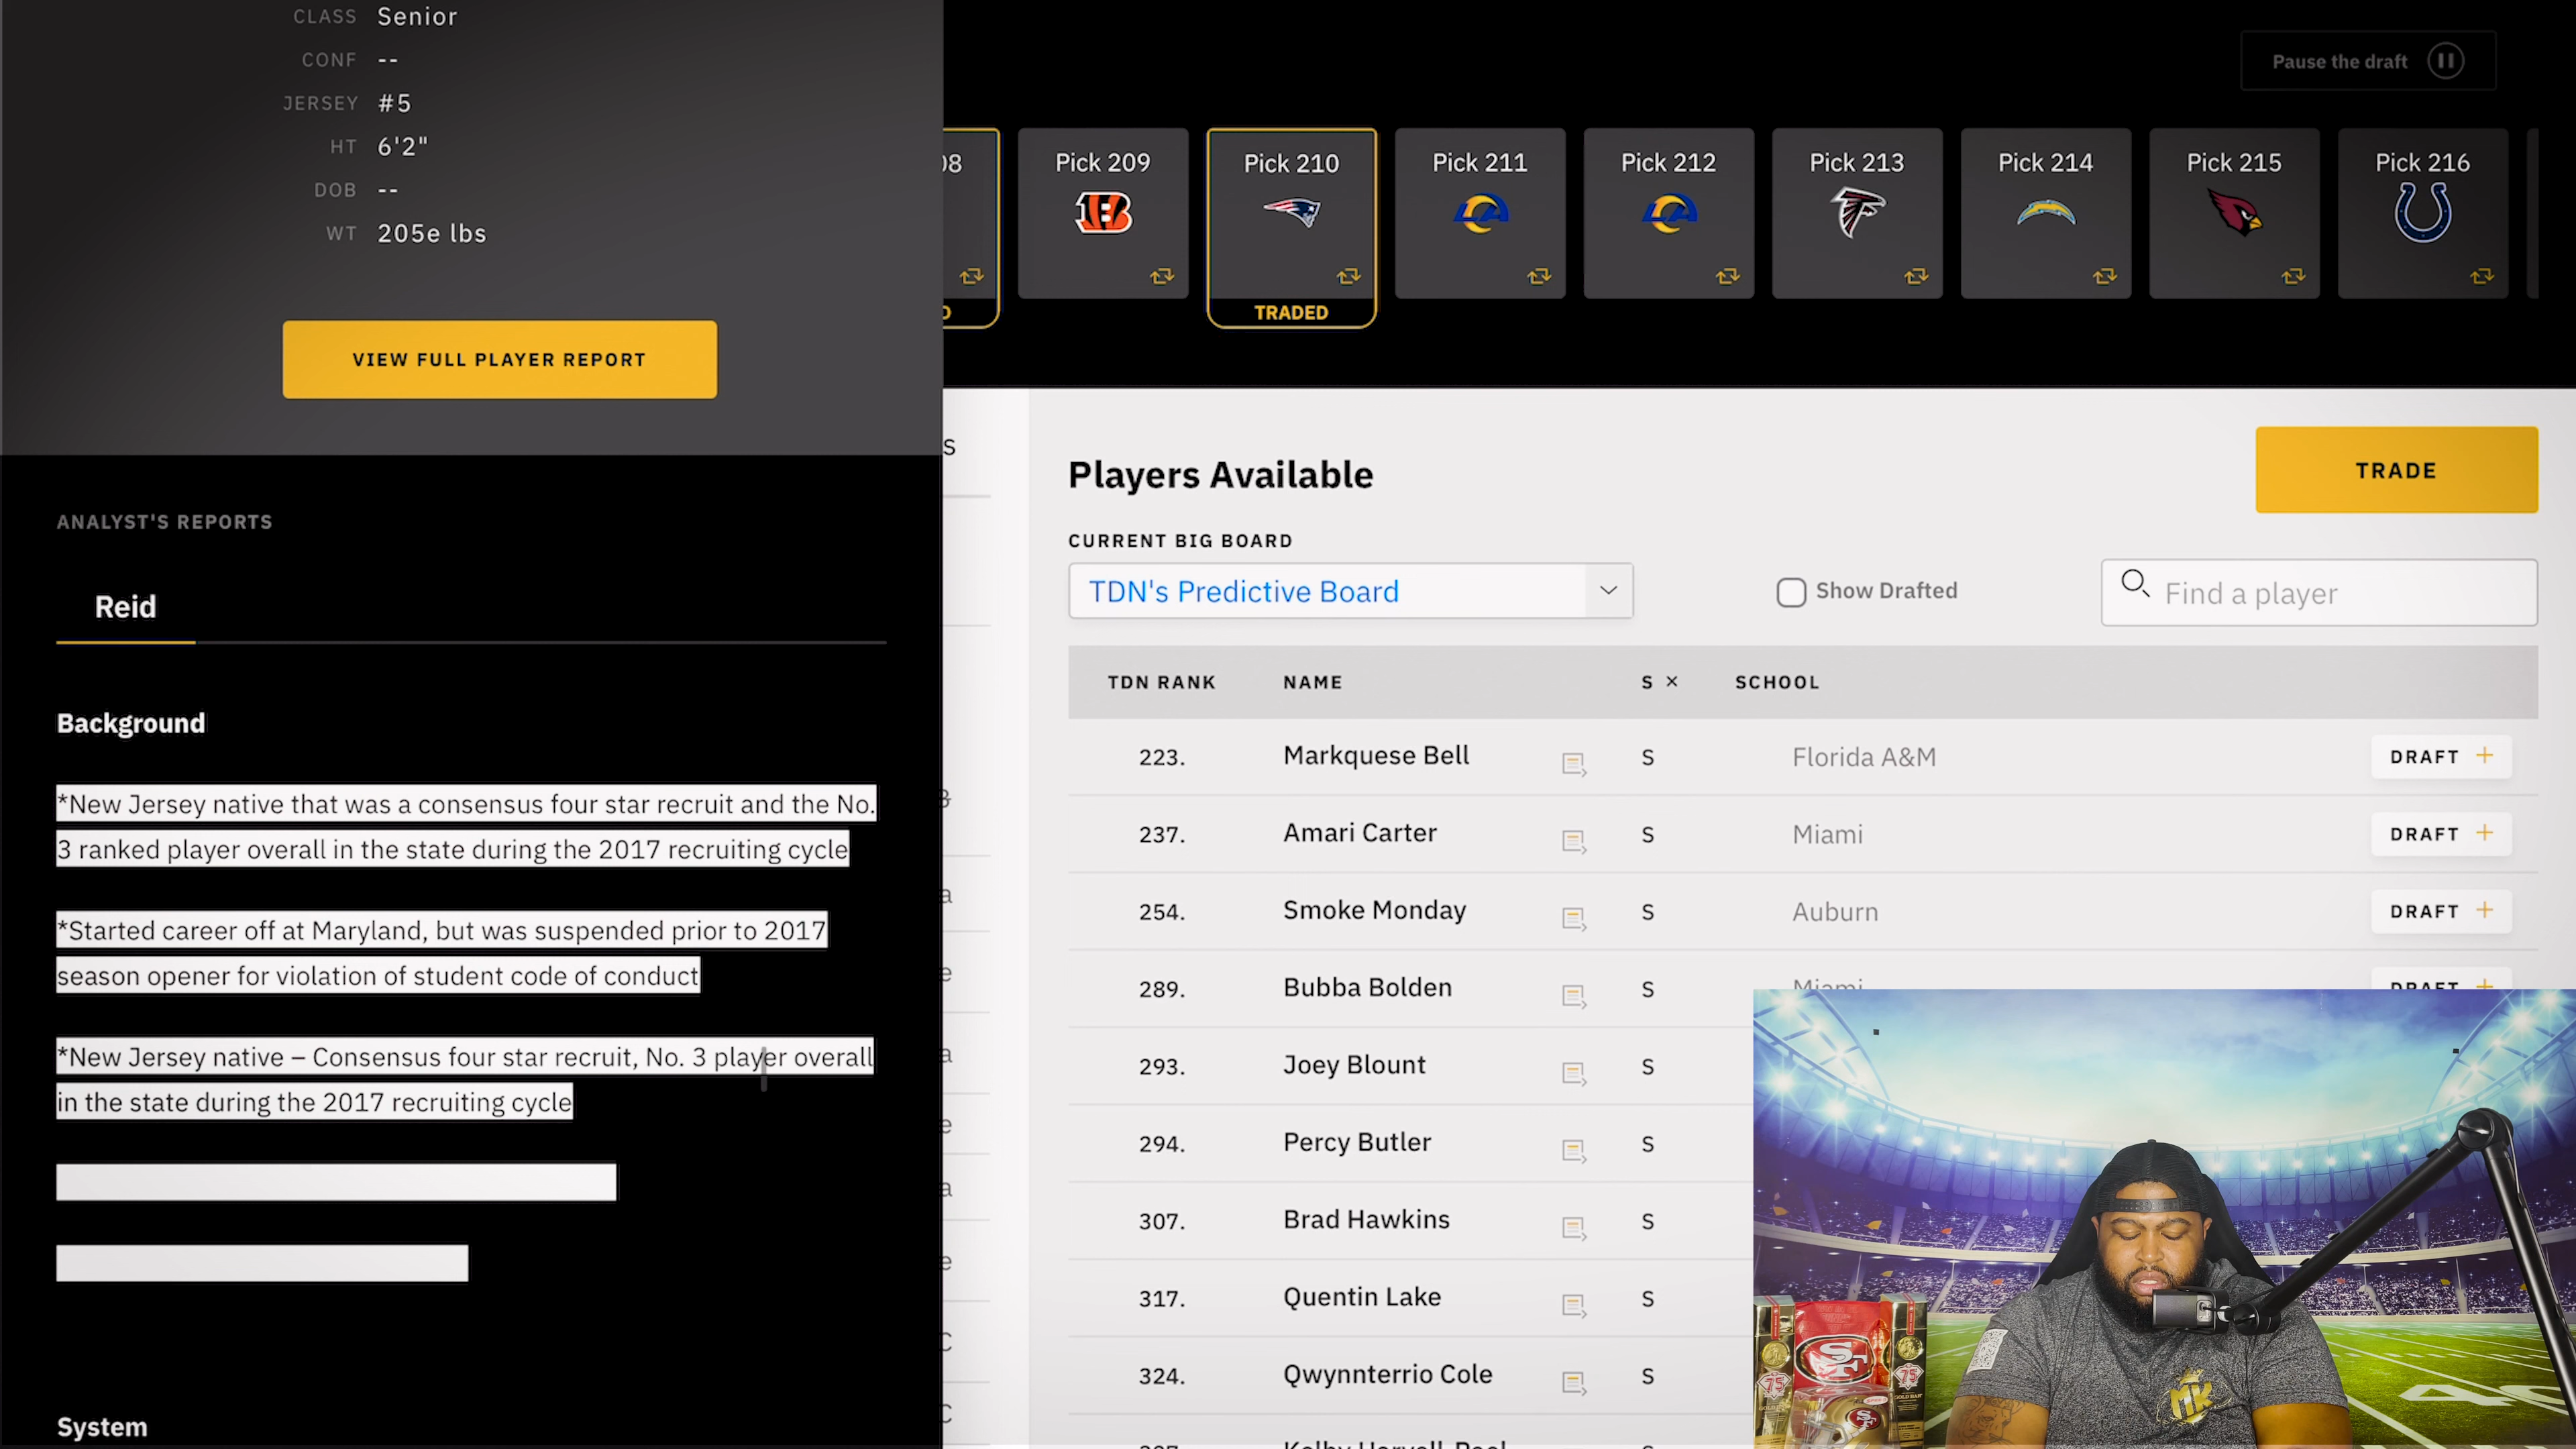 CLASS Senior
CONF --
JERSEY #5
HT 6'2"
DOB --
WT 205e lbs
VIEW FULL PLAYER REPORT
ANALYST'S REPORTS
Reid
Background
*New Jersey native that was a consensus four star recruit and the No.
3 ranked player overall in the state during the 2017 recruiting cycle
*Started career off at Maryland, but was suspended prior to 2017
season opener for violation of student code of conduct
*New Jersey native – Consensus four star recruit, No. 3 player overall
in the state during the 2017 recruiting cycle
System
Pause the draft
08 Pick 209 Pick 210 Pick 211 Pick 212 Pick 213 Pick 214 Pick 215 Pick 216
TRADED
Players Available
TRADE
CURRENT BIG BOARD
TDN's Predictive Board
Show Drafted
Find a player
TDN RANK NAME S × SCHOOL
223. Markquese Bell S Florida A&M DRAFT +
237. Amari Carter S Miami DRAFT +
254. Smoke Monday S Auburn DRAFT +
289. Bubba Bolden S Miami DRAFT +
293. Joey Blount S
294. Percy Butler S
307. Brad Hawkins S
317. Quentin Lake S
324. Qwynnterrio Cole S
SF
75
75
SF
MK